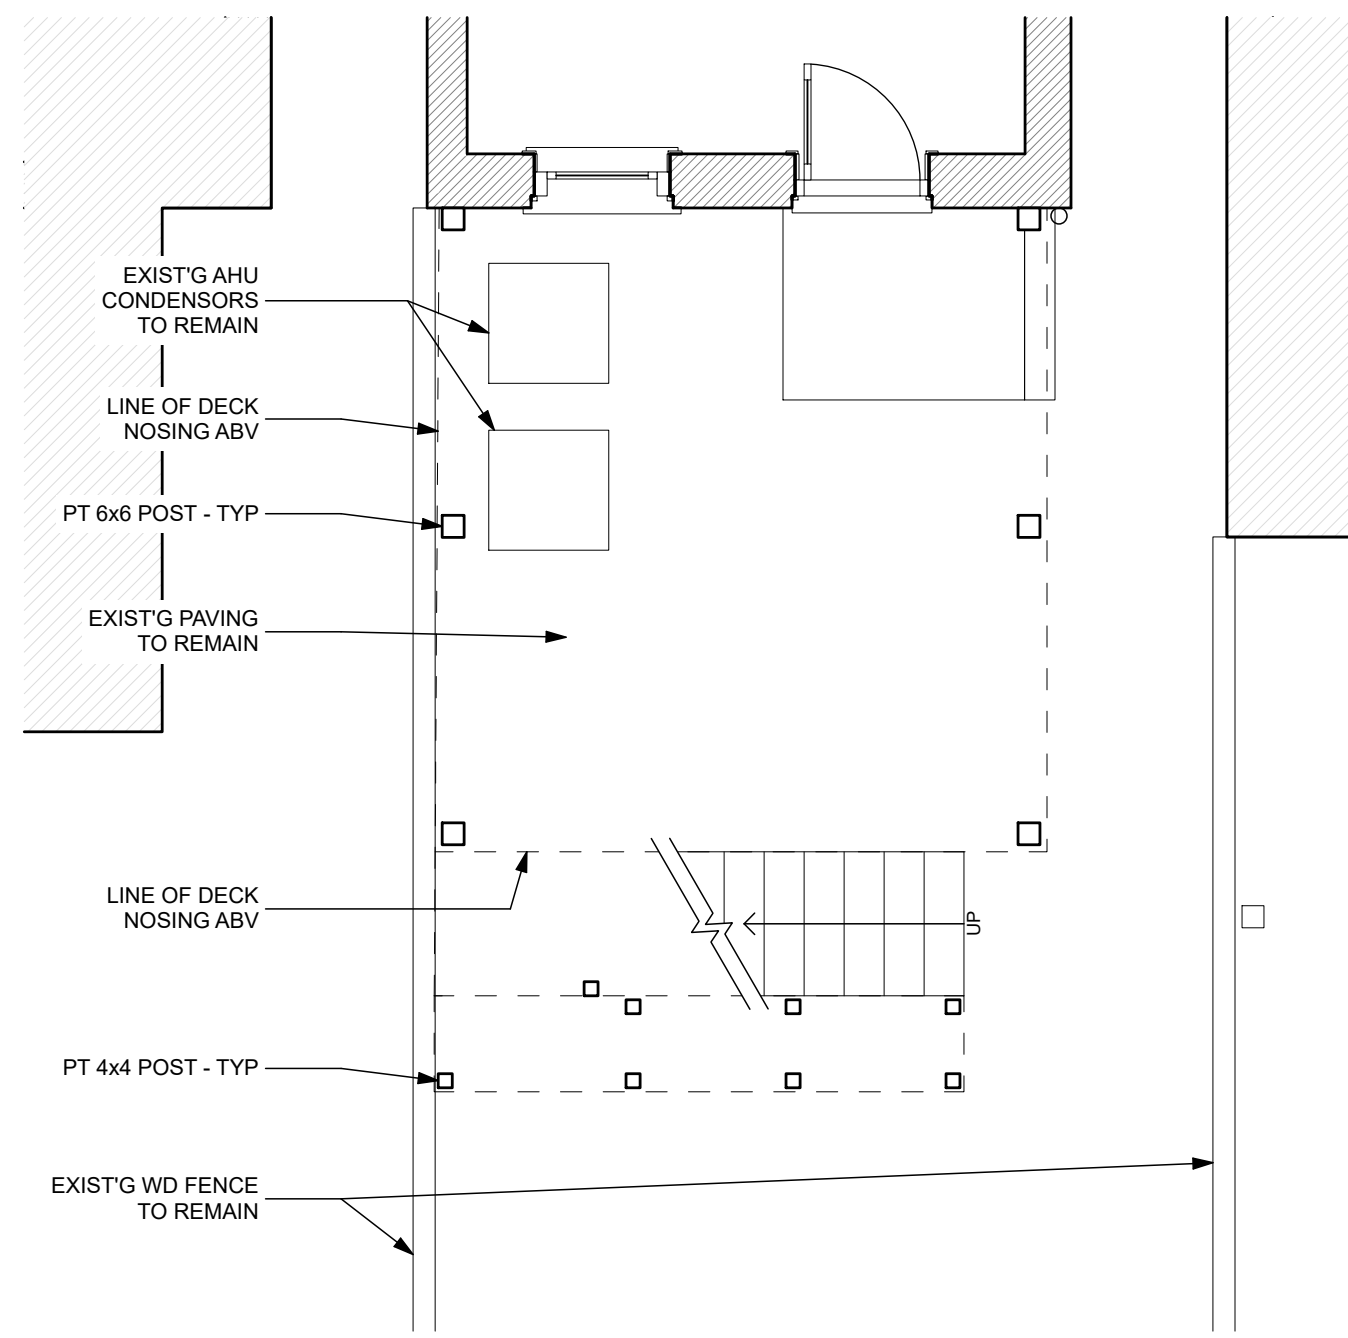 EXIST'G AHU
CONDENSORS
TO REMAIN
LINE OF DECK
NOSING ABV
PT 6x6 POST - TYP
EXIST'G PAVING
TO REMAIN
LINE OF DECK
NOSING ABV
UP
PT 4x4 POST - TYP
EXIST'G WD FENCE
TO REMAIN